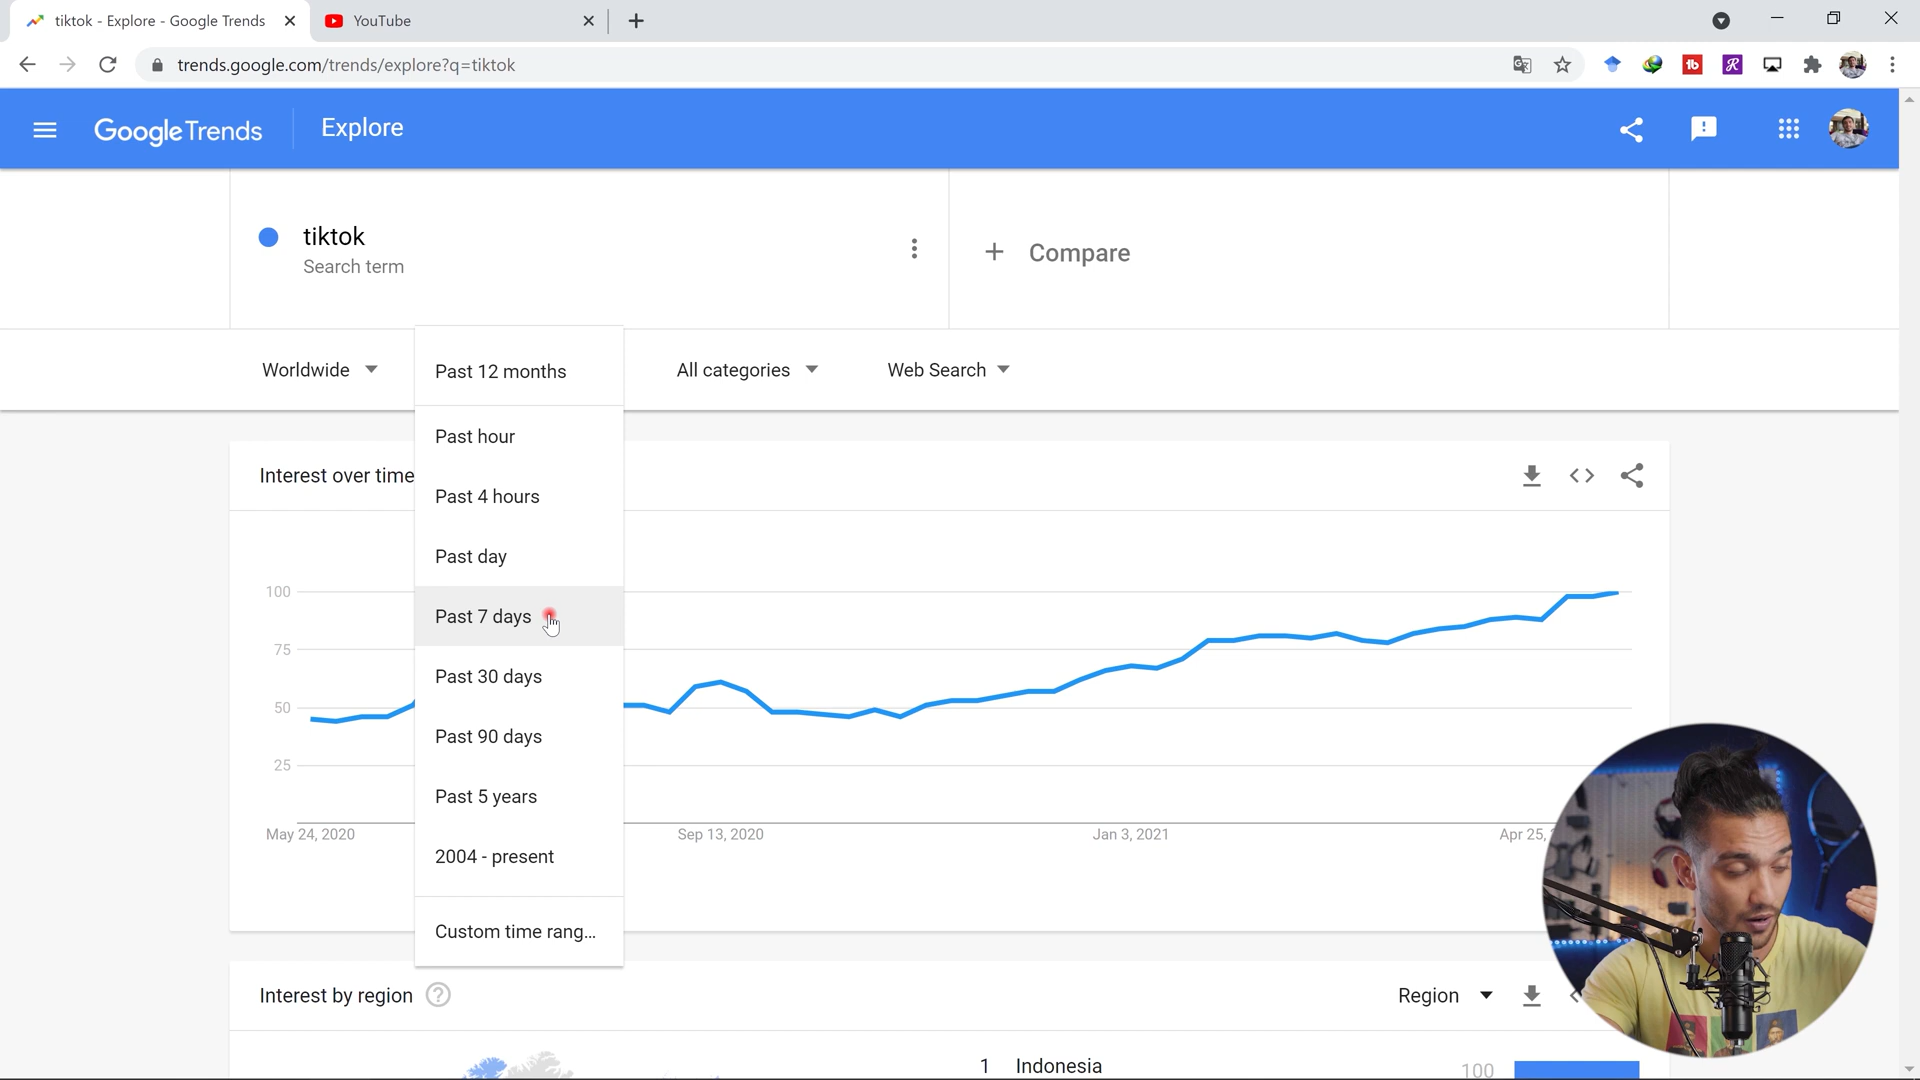 tiktok - Explore - Google Trends
YouTube
trends.google.com/trends/explore?q=tiktok
Google Trends
Explore
tiktok
Search term
+ Compare
Worldwide
Past 12 months
All categories
Web Search
Past hour
Past 4 hours
Past day
Past 7 days
Past 30 days
Past 90 days
Past 5 years
2004 - present
Custom time rang...
Interest over time
100
75
50
25
May 24, 2020
Sep 13, 2020
Jan 3, 2021
Apr 25,
Interest by region ?
Region
1 Indonesia 100